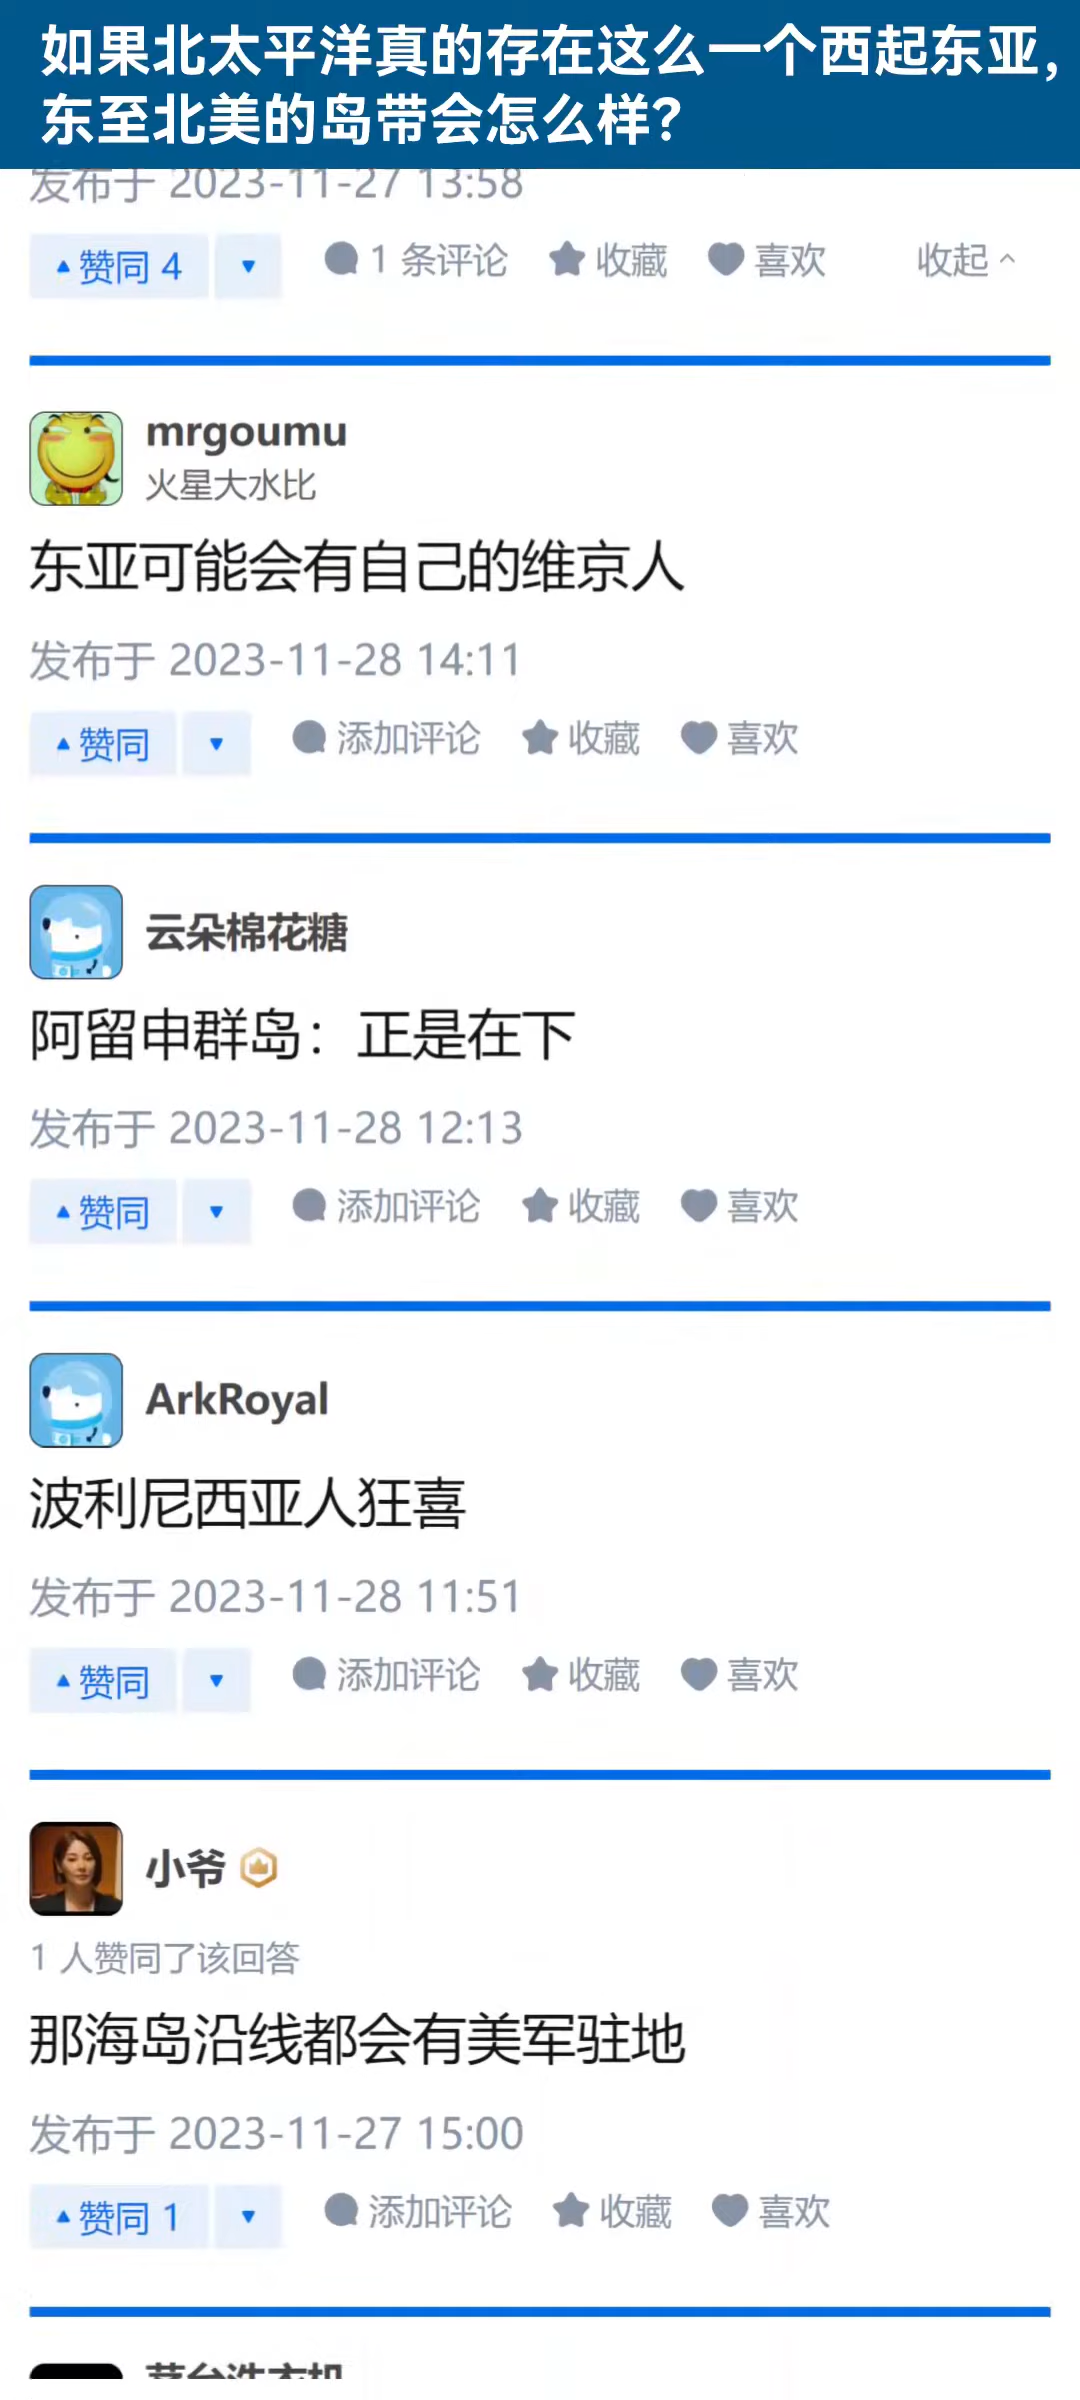 如果北太平洋真的存在这么一个西起东亚，
东至北美的岛带会怎么样？
发布于 2023-11-27 13:58
赞同 4 1 条评论 收藏 喜欢 收起
mrgoumu
火星大水比
东亚可能会有自己的维京人
发布于 2023-11-28 14:11
赞同 添加评论 收藏 喜欢
云朵棉花糖
阿留申群岛：正是在下
发布于 2023-11-28 12:13
赞同 添加评论 收藏 喜欢
ArkRoyal
波利尼西亚人狂喜
发布于 2023-11-28 11:51
赞同 添加评论 收藏 喜欢
小爷
1 人赞同了该回答
那海岛沿线都会有美军驻地
发布于 2023-11-27 15:00
赞同 1 添加评论 收藏 喜欢